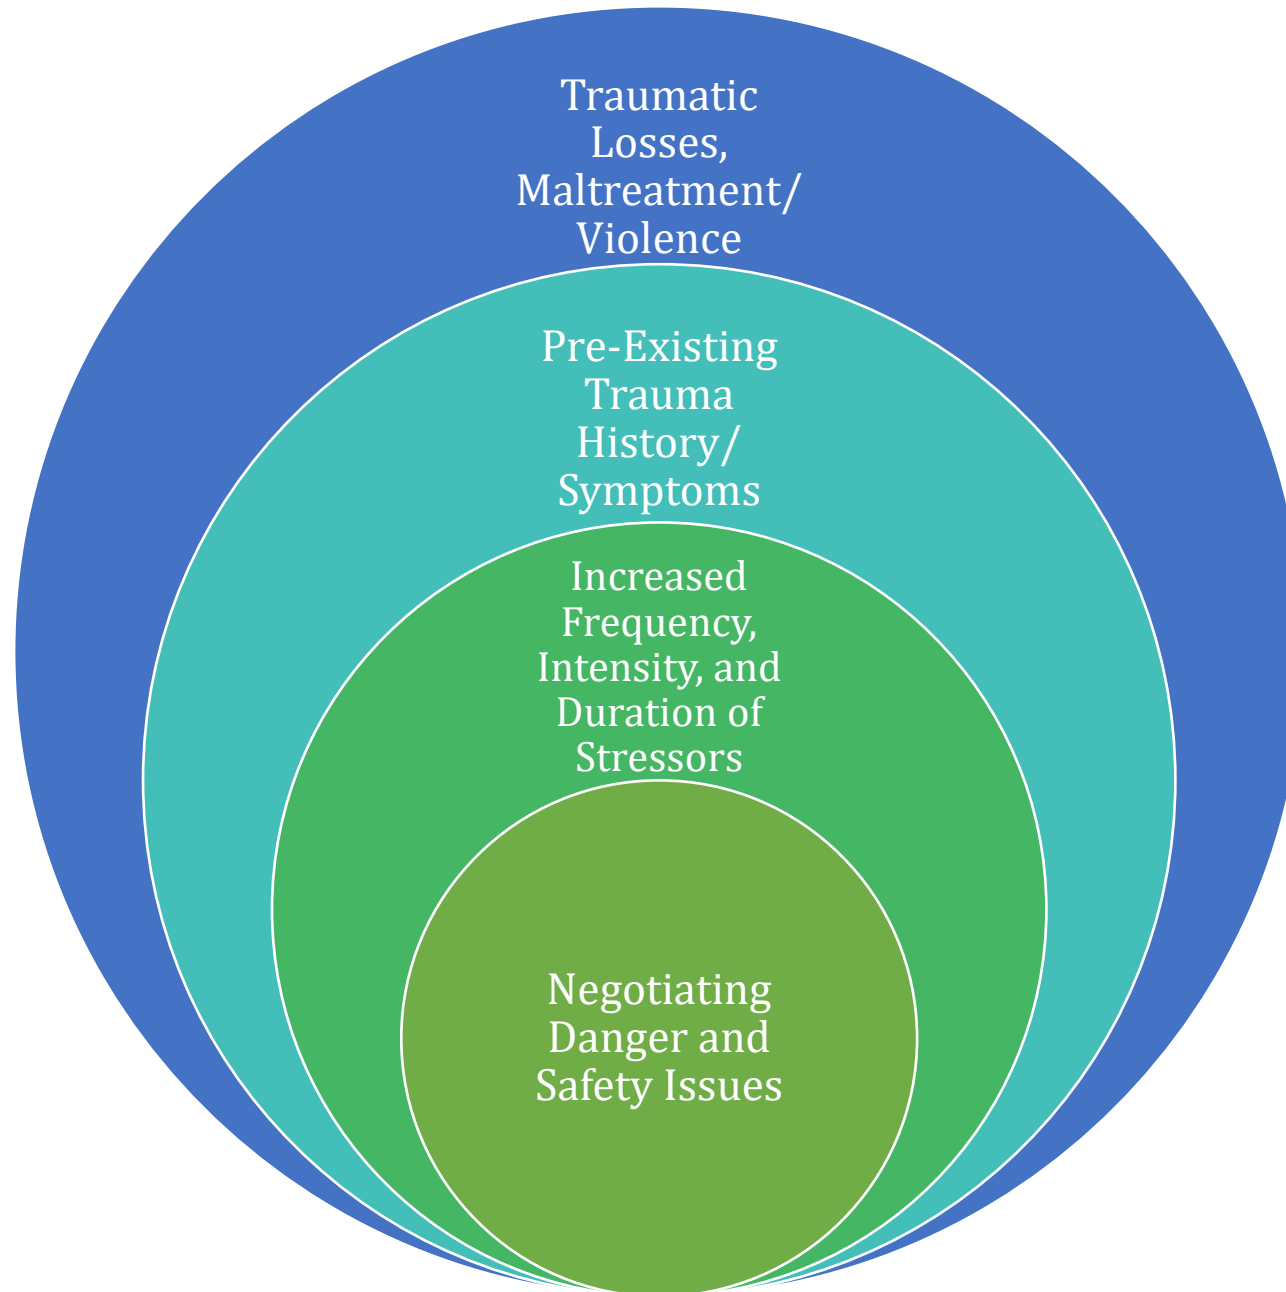 Traumatic
Losses,
Maltreatment/
Violence
Pre-Existing
Trauma
History/
Symptoms
Increased
Frequency,
Intensity, and
Duration of
Stressors
Negotiating
Danger and
Safety Issues